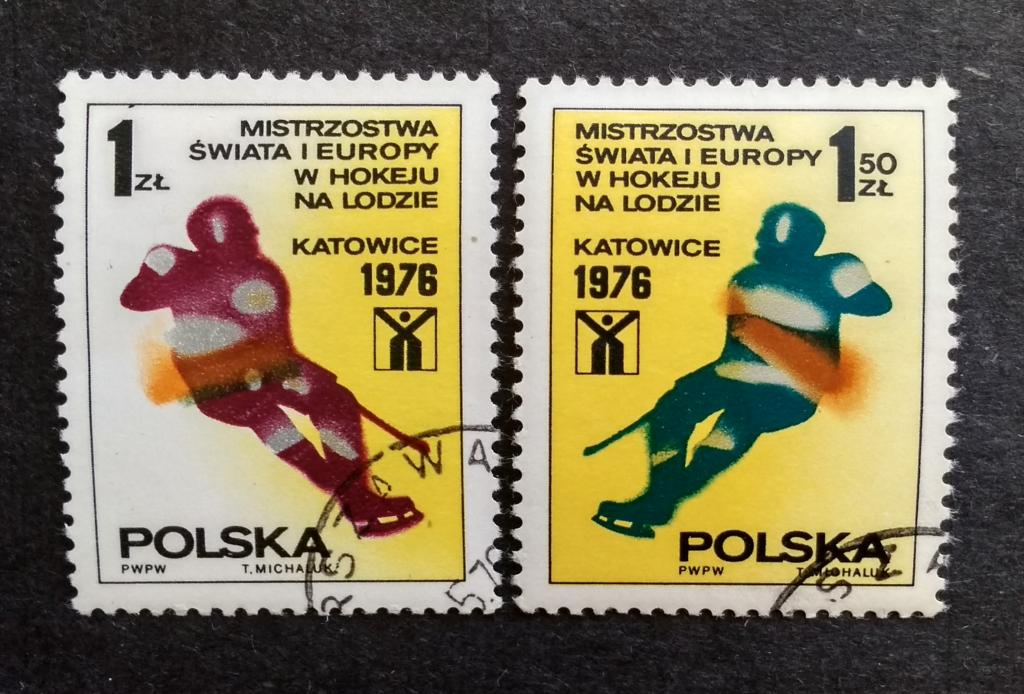 1 ZŁ
MISTRZOSTWA
ŚWIATA I EUROPY
W HOKEJU
NA LODZIE
KATOWICE
1976
POLSKA
PWPW T. MICHALUK
RSZAWA
MISTRZOSTWA
ŚWIATA I EUROPY
W HOKEJU
NA LODZIE
1 50 ZŁ
KATOWICE
1976
POLSKA
PWPW T. MICHALUK